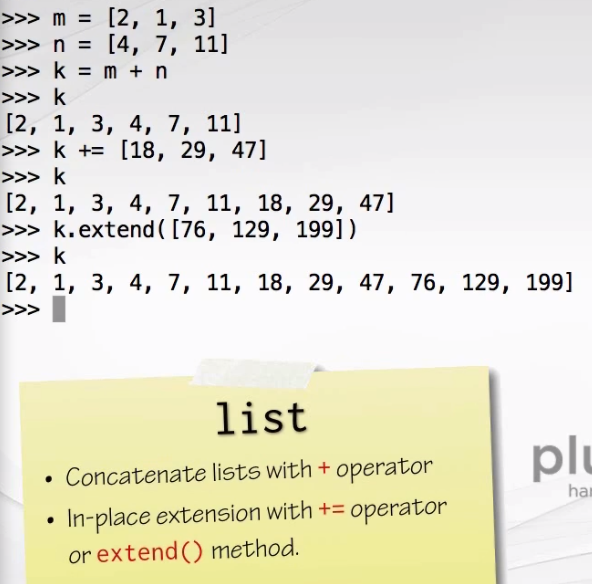 >>> m = [2, 1, 3]
>>> n = [4, 7, 11]
>>> k = m + n
>>> k
[2, 1, 3, 4, 7, 11]
>>> k += [18, 29, 47]
>>> k
[2, 1, 3, 4, 7, 11, 18, 29, 47]
>>> k.extend([76, 129, 199])
>>> k
[2, 1, 3, 4, 7, 11, 18, 29, 47, 76, 129, 199]
>>>
list
• Concatenate lists with + operator
• In-place extension with += operator
or extend() method.
plu
har